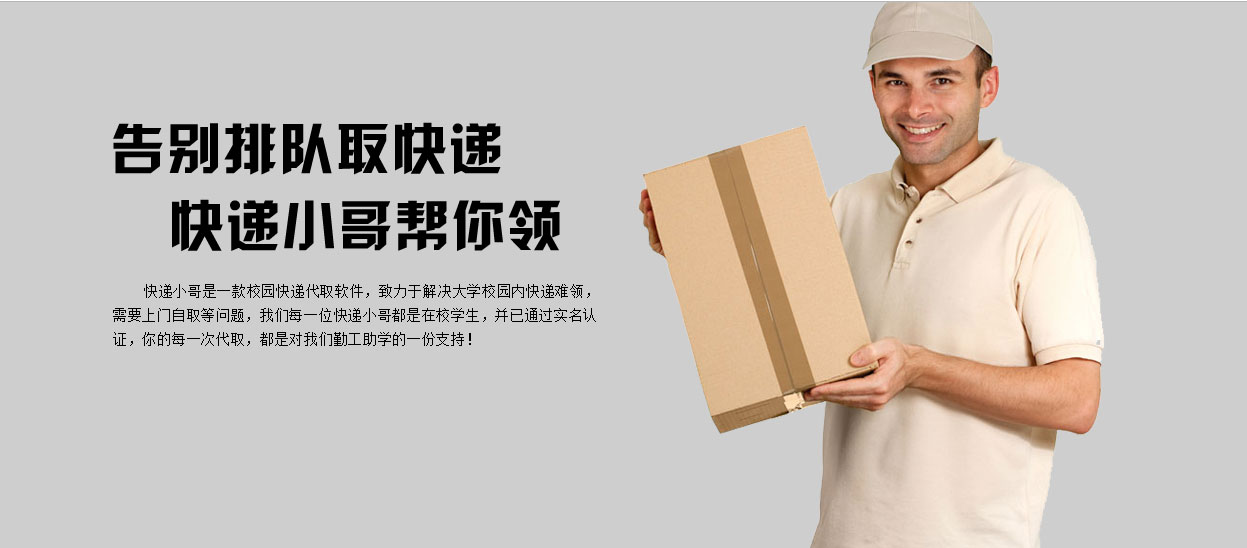 告别排队取快递
快递小哥帮你领
快递小哥是一款校园快递代取软件，致力于解决大学校园内快递难领，
需要上门自取等问题，我们每一位快递小哥都是在校学生，并已通过实名认
证，你的每一次代取，都是对我们勤工助学的一份支持！